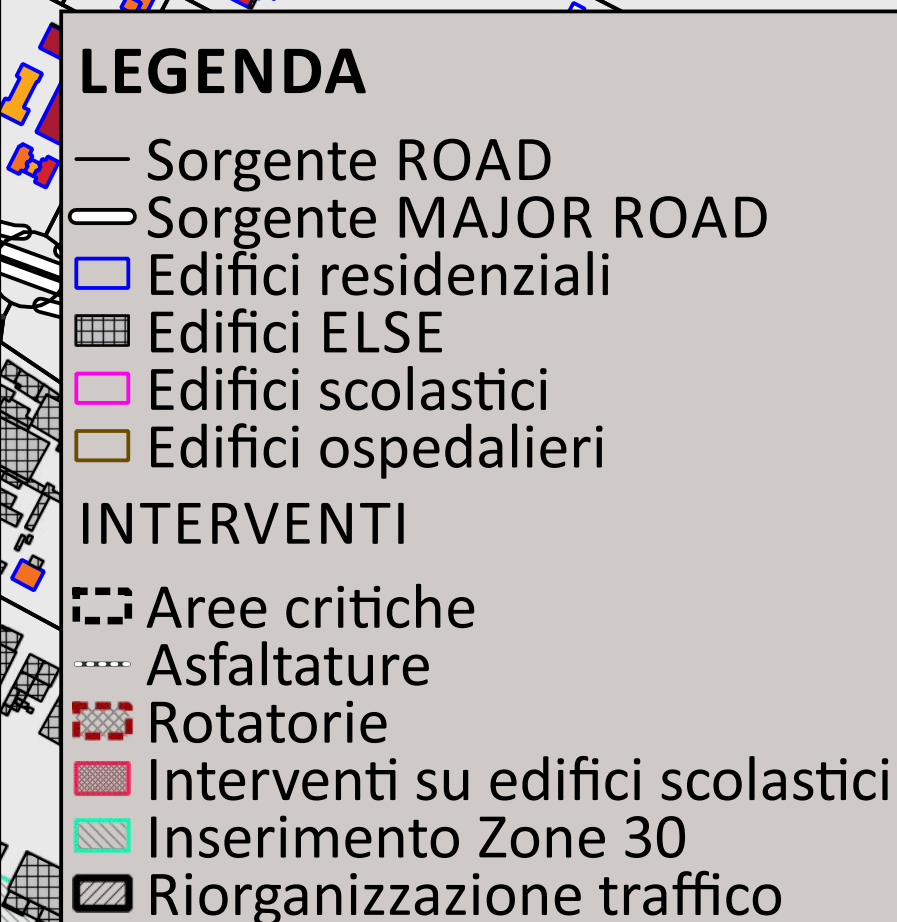 LEGENDA
Sorgente ROAD
Sorgente MAJOR ROAD
Edifici residenziali
Edifici ELSE
Edifici scolastici
Edifici ospedalieri
INTERVENTI
Aree critiche
Asfaltature
Rotatorie
Interventi su edifici scolastici
Inserimento Zone 30
Riorganizzazione traffico